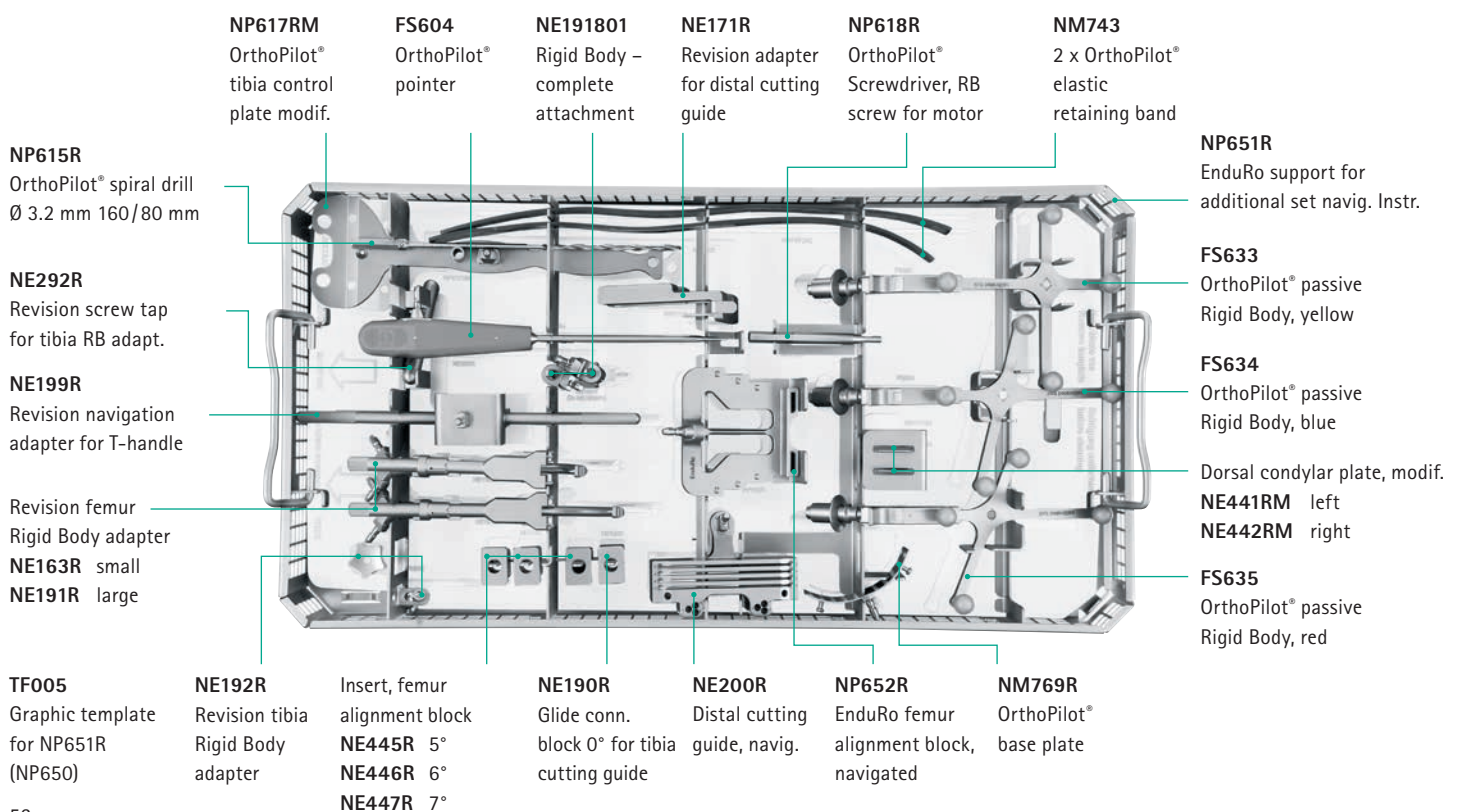 NP617RM
OrthoPilot®
tibia control
plate modif.
FS604
OrthoPilot®
pointer
NE191801
Rigid Body –
complete
attachment
NE171R
Revision adapter
for distal cutting
guide
NP618R
OrthoPilot®
Screwdriver, RB
screw for motor
NM743
2 x OrthoPilot®
elastic
retaining band
NP615R
OrthoPilot® spiral drill
Ø 3.2 mm 160/80 mm
NE292R
Revision screw tap
for tibia RB adapt.
NE199R
Revision navigation
adapter for T-handle
Revision femur
Rigid Body adapter
NE163R small
NE191R large
NP651R
EnduRo support for
additional set navig. Instr.
FS633
OrthoPilot® passive
Rigid Body, yellow
FS634
OrthoPilot® passive
Rigid Body, blue
Dorsal condylar plate, modif.
NE441RM left
NE442RM right
FS635
OrthoPilot® passive
Rigid Body, red
TF005
Graphic template
for NP651R
(NP650)
NE192R
Revision tibia
Rigid Body
adapter
Insert, femur
alignment block
NE445R 5°
NE446R 6°
NE447R 7°
NE190R
Glide conn.
block 0° for tibia
cutting guide
NE200R
Distal cutting
guide, navig.
NP652R
EnduRo femur
alignment block,
navigated
NM769R
OrthoPilot®
base plate